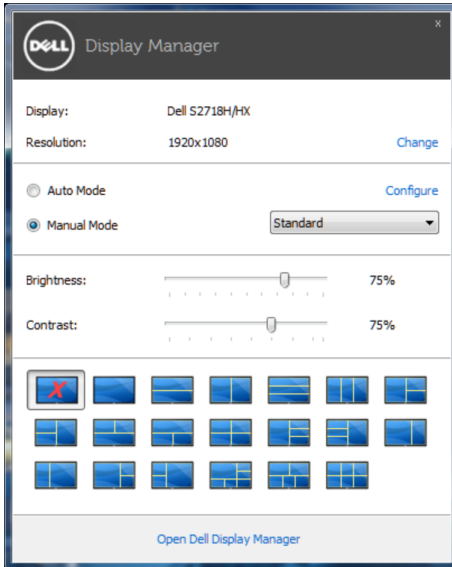 x
DELL Display Manager
Display: Dell S2718H/HX
Resolution: 1920x1080 Change
Auto Mode Configure
Manual Mode Standard
Brightness: 75%
Contrast: 75%
X
Open Dell Display Manager